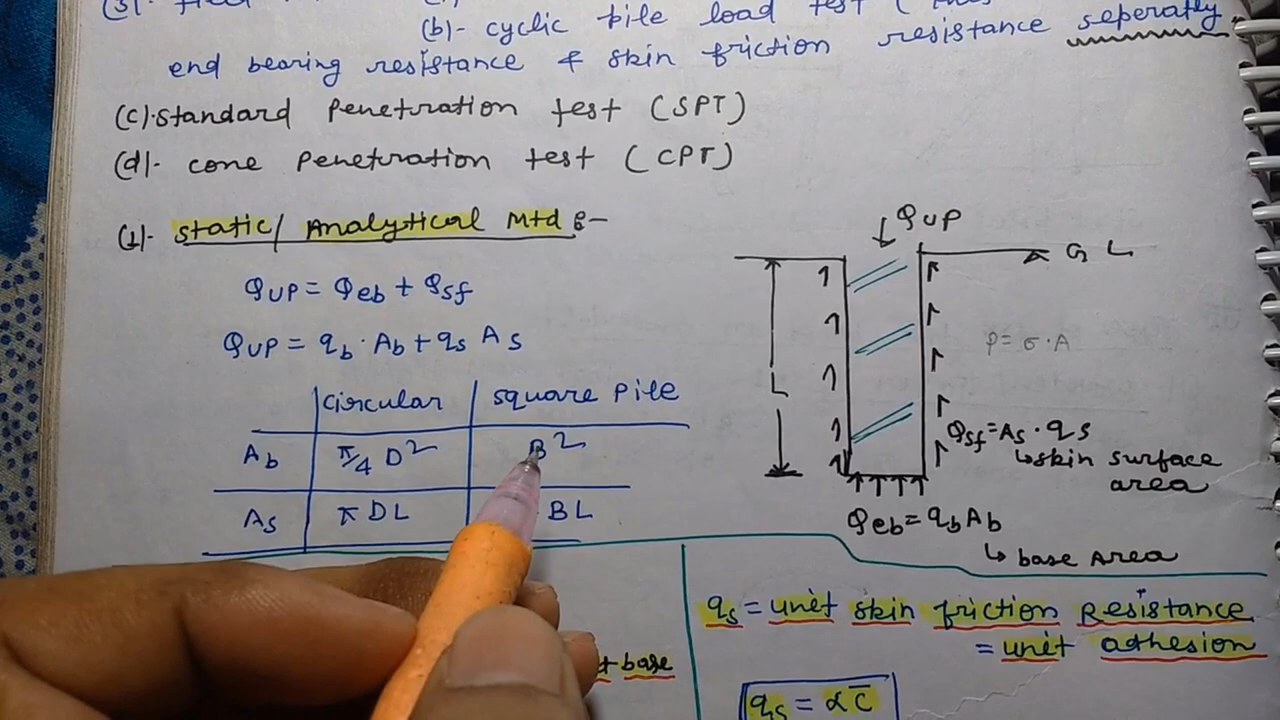 (b)- cyclic pile load test (
end bearing resistance & skin friction resistance seperatly.
(c).standard Penetration test (SPT)
(d)- cone Penetration test (CPT)
(1)- static/ Analytical Mtd :-
Qup = Qeb + Qsf
Qup = qb . Ab + qs As
circular square Pile
Ab π/4 D² B²
As π DL BL
Qup
G L
L
P = σ . A
Qsf = As . qs
↳ skin surface area
Qeb = qb Ab
↳ base Area
base
qs = unit skin friction Resistance
= unit adhesion
qs = α c̅